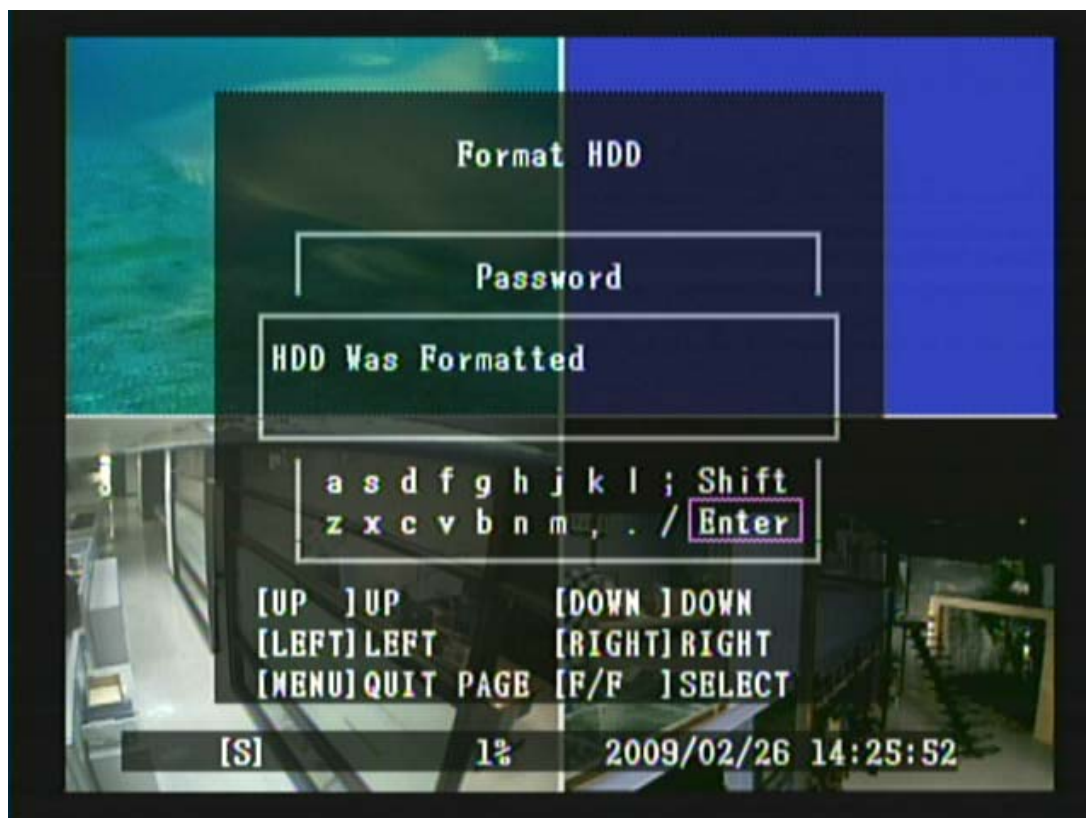 Format HDD
Password
HDD Was Formatted
a s d f g h j k l ; Shift
z x c v b n m , . / Enter
[UP  ]UP [DOWN ]DOWN
[LEFT]LEFT [RIGHT]RIGHT
[MENU]QUIT PAGE [F/F  ]SELECT
[S] 1% 2009/02/26 14:25:52